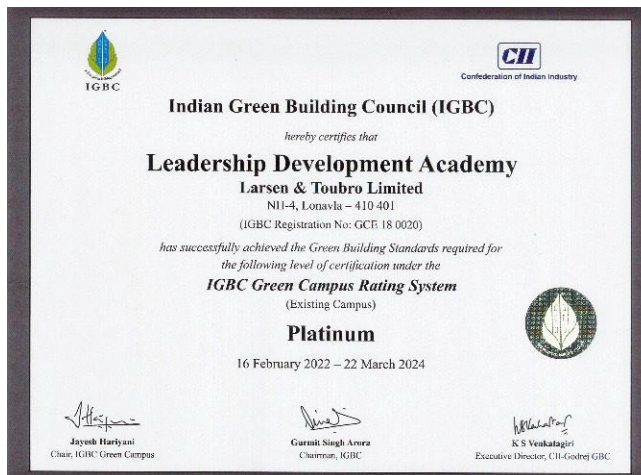 IGBC
CII
Confederation of Indian Industry
Indian Green Building Council (IGBC)
hereby certifies that
Leadership Development Academy
Larsen & Toubro Limited
NH-4, Lonavla – 410 401
(IGBC Registration No: GCE 18 0020)
has successfully achieved the Green Building Standards required for
the following level of certification under the
IGBC Green Campus Rating System
(Existing Campus)
Platinum
16 February 2022 – 22 March 2024
Jayesh Hariyani
Chair, IGBC Green Campus
Gurmit Singh Arora
Chairman, IGBC
K S Venkatagiri
Executive Director, CII-Godrej GBC